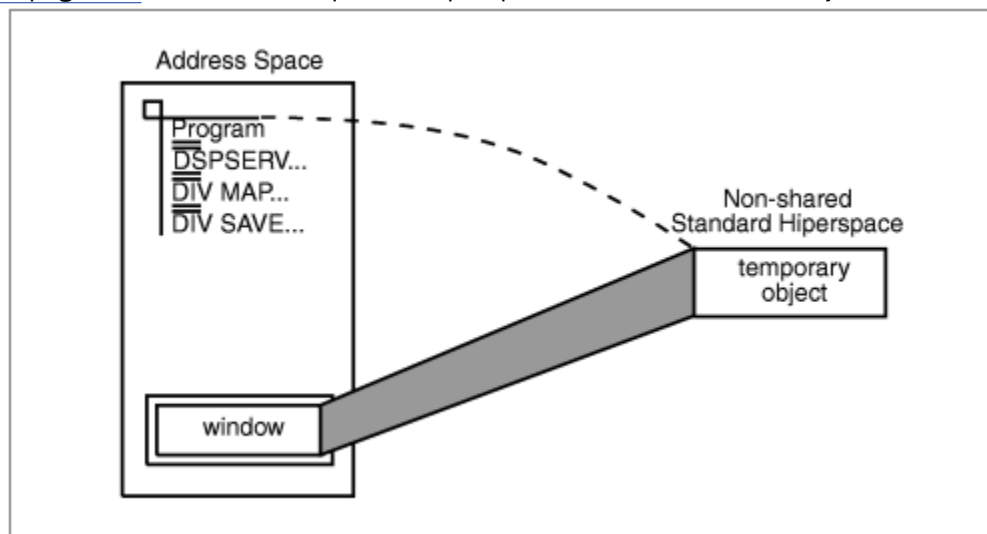 Address Space
Program
DSPSERV...
DIV MAP...
DIV SAVE...
Non-shared
Standard Hiperspace
temporary
object
window